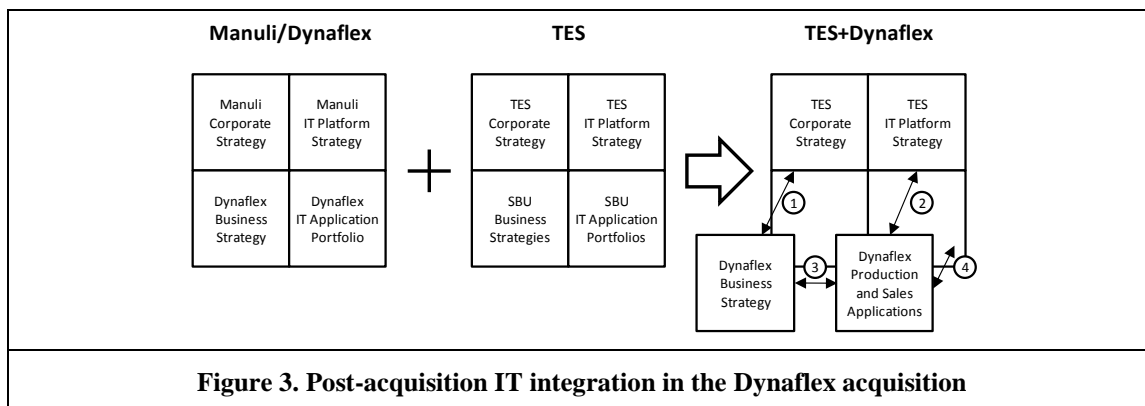 Manuli/Dynaflex
TES
TES+Dynaflex
Manuli
Corporate
Strategy
Manuli
IT Platform
Strategy
Dynaflex
Business
Strategy
Dynaflex
IT Application
Portfolio
TES
Corporate
Strategy
TES
IT Platform
Strategy
SBU
Business
Strategies
SBU
IT Application
Portfolios
TES
Corporate
Strategy
TES
IT Platform
Strategy
1
2
Dynaflex
Business
Strategy
3
Dynaflex
Production
and Sales
Applications
4
Figure 3. Post-acquisition IT integration in the Dynaflex acquisition